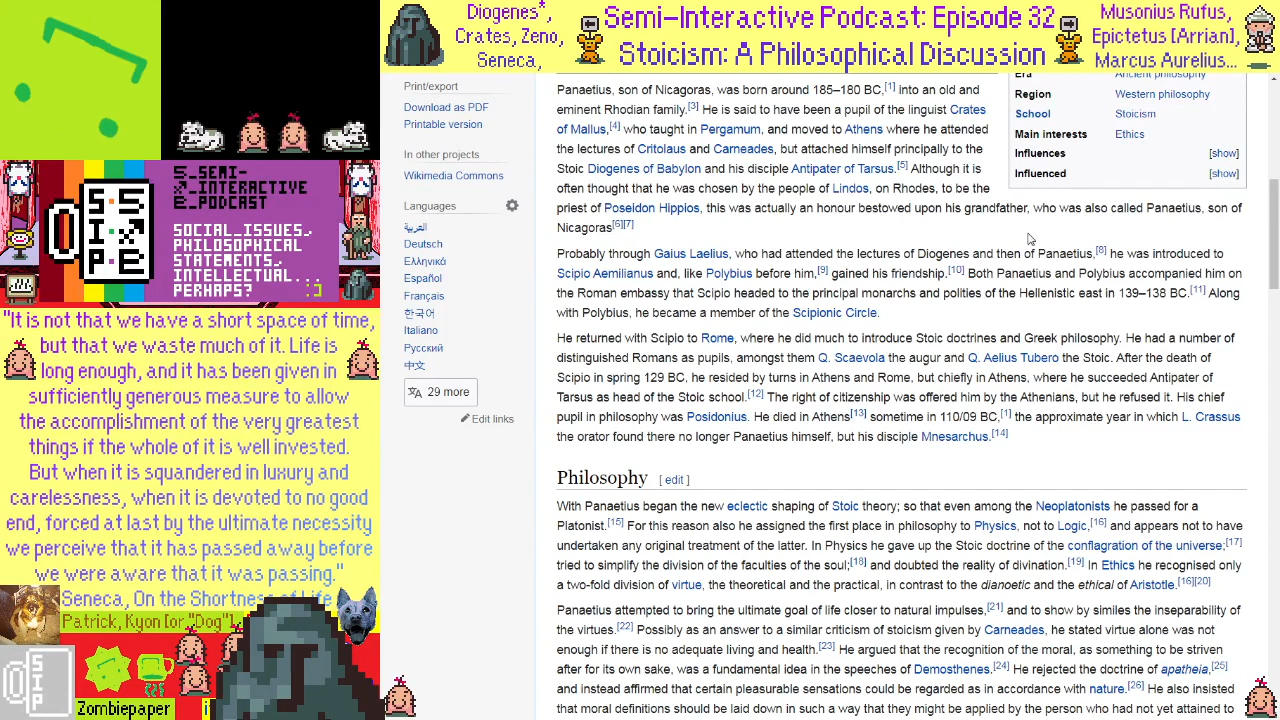 Diogenes*,
Crates, Zeno,
Seneca,
Semi-Interactive Podcast: Episode 32
Stoicism: A Philosophical Discussion
Musonius Rufus,
Epictetus [Arrian],
Marcus Aurelius...
S_SEMI-
_INTERACTIVE
_PODCAST
SOCIAL_ISSUES,
PHILOSOPHICAL
STATEMENTS,
INTELLECTUAL...
PERHAPS? :)
"It is not that we have a short space of time,
but that we waste much of it. Life is
long enough, and it has been given in
sufficiently generous measure to allow
the accomplishment of the very greatest
things if the whole of it is well invested.
But when it is squandered in luxury and
carelessness, when it is devoted to no good
end, forced at last by the ultimate necessity
we perceive that it has passed away before
we were aware that it was passing."
Seneca, On the Shortness of Life
Patrick, Kyon [or "Dog"]
SIP
Zombiepaper
Print/export
Download as PDF
Printable version
In other projects
Wikimedia Commons
Languages
العربية
Deutsch
Ελληνικά
Español
Français
한국어
Italiano
Русский
中文
29 more
Edit links
Panaetius, son of Nicagoras, was born around 185–180 BC,[1] into an old and
eminent Rhodian family.[3] He is said to have been a pupil of the linguist Crates
of Mallus,[4] who taught in Pergamum, and moved to Athens where he attended
the lectures of Critolaus and Carneades, but attached himself principally to the
Stoic Diogenes of Babylon and his disciple Antipater of Tarsus.[5] Although it is
often thought that he was chosen by the people of Lindos, on Rhodes, to be the
priest of Poseidon Hippios, this was actually an honour bestowed upon his grandfather, who was also called Panaetius, son of
Nicagoras[6][7]
Era Ancient philosophy
Region Western philosophy
School Stoicism
Main interests Ethics
Influences [show]
Influenced [show]
Probably through Gaius Laelius, who had attended the lectures of Diogenes and then of Panaetius,[8] he was introduced to
Scipio Aemilianus and, like Polybius before him,[9] gained his friendship.[10] Both Panaetius and Polybius accompanied him on
the Roman embassy that Scipio headed to the principal monarchs and polities of the Hellenistic east in 139–138 BC.[11] Along
with Polybius, he became a member of the Scipionic Circle.
He returned with Scipio to Rome, where he did much to introduce Stoic doctrines and Greek philosophy. He had a number of
distinguished Romans as pupils, amongst them Q. Scaevola the augur and Q. Aelius Tubero the Stoic. After the death of
Scipio in spring 129 BC, he resided by turns in Athens and Rome, but chiefly in Athens, where he succeeded Antipater of
Tarsus as head of the Stoic school.[12] The right of citizenship was offered him by the Athenians, but he refused it. His chief
pupil in philosophy was Posidonius. He died in Athens[13] sometime in 110/09 BC,[1] the approximate year in which L. Crassus
the orator found there no longer Panaetius himself, but his disciple Mnesarchus.[14]
Philosophy [ edit ]
With Panaetius began the new eclectic shaping of Stoic theory; so that even among the Neoplatonists he passed for a
Platonist.[15] For this reason also he assigned the first place in philosophy to Physics, not to Logic,[16] and appears not to have
undertaken any original treatment of the latter. In Physics he gave up the Stoic doctrine of the conflagration of the universe;[17]
tried to simplify the division of the faculties of the soul;[18] and doubted the reality of divination.[19] In Ethics he recognised only
a two-fold division of virtue, the theoretical and the practical, in contrast to the dianoetic and the ethical of Aristotle.[16][20]
Panaetius attempted to bring the ultimate goal of life closer to natural impulses,[21] and to show by similes the inseparability of
the virtues.[22] Possibly as an answer to a similar criticism of stoicism given by Carneades, he stated virtue alone was not
enough if there is no adequate living and health.[23] He argued that the recognition of the moral, as something to be striven
after for its own sake, was a fundamental idea in the speeches of Demosthenes.[24] He rejected the doctrine of apatheia,[25]
and instead affirmed that certain pleasurable sensations could be regarded as in accordance with nature.[26] He also insisted
that moral definitions should be laid down in such a way that they might be applied by the person who had not yet attained to